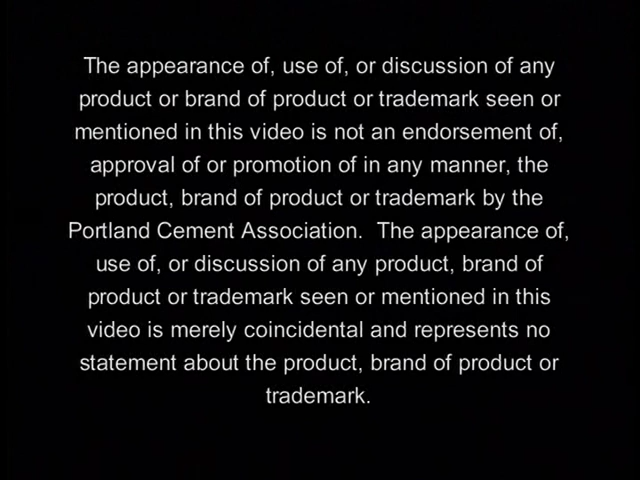 The appearance of, use of, or discussion of any
product or brand of product or trademark seen or
mentioned in this video is not an endorsement of,
approval of or promotion of in any manner, the
product, brand of product or trademark by the
Portland Cement Association.  The appearance of,
use of, or discussion of any product, brand of
product or trademark seen or mentioned in this
video is merely coincidental and represents no
statement about the product, brand of product or
trademark.